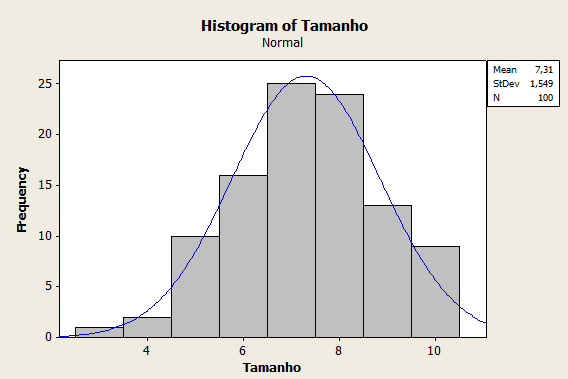 Histogram of Tamanho
Normal
Mean 7,31
StDev 1,549
N 100
Frequency
25
20
15
10
5
0
4 6 8 10
Tamanho